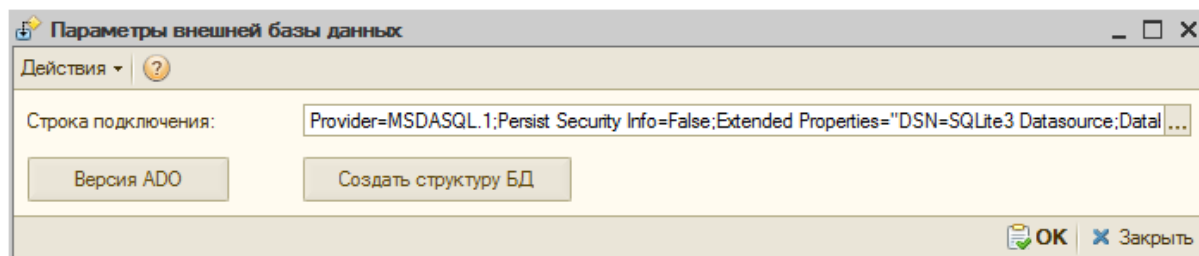 Параметры внешней базы данных
Действия
Строка подключения: Provider=MSDASQL.1;Persist Security Info=False;Extended Properties="DSN=SQLite3 Datasource;Datal ...
Версия ADO Создать структуру БД
OK Закрыть